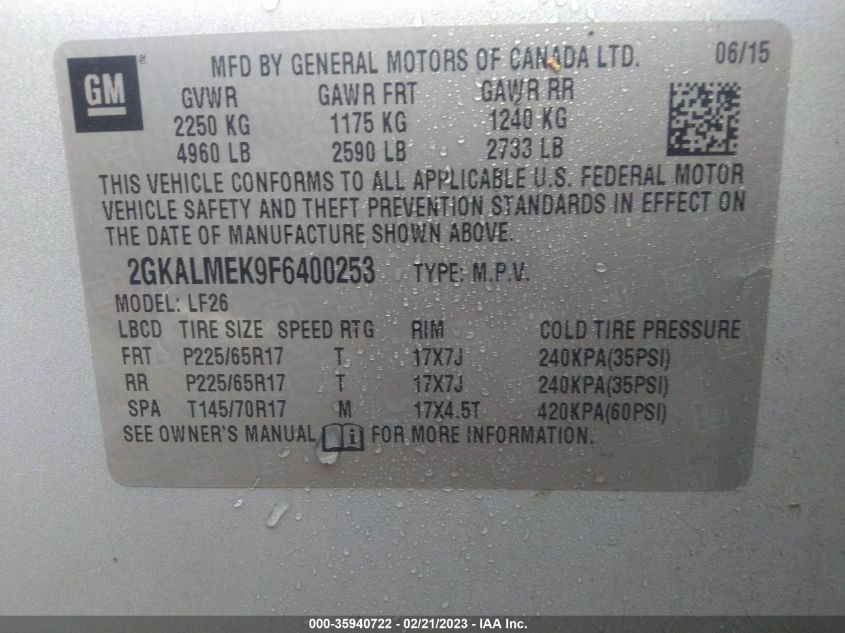 GM ®
MFD BY GENERAL MOTORS OF CANADA LTD. 06/15
GVWR GAWR FRT GAWR RR
2250 KG 1175 KG 1240 KG
4960 LB 2590 LB 2733 LB
THIS VEHICLE CONFORMS TO ALL APPLICABLE U.S. FEDERAL MOTOR
VEHICLE SAFETY AND THEFT PREVENTION STANDARDS IN EFFECT ON
THE DATE OF MANUFACTURE SHOWN ABOVE.
2GKALMEK9F6400253 TYPE: M.P.V.
MODEL: LF26
LBCD TIRE SIZE SPEED RTG RIM COLD TIRE PRESSURE
FRT P225/65R17 T 17X7J 240KPA(35PSI)
RR P225/65R17 T 17X7J 240KPA(35PSI)
SPA T145/70R17 M 17X4.5T 420KPA(60PSI)
SEE OWNER'S MANUAL i FOR MORE INFORMATION.
000-35940722 - 02/21/2023 - IAA Inc.